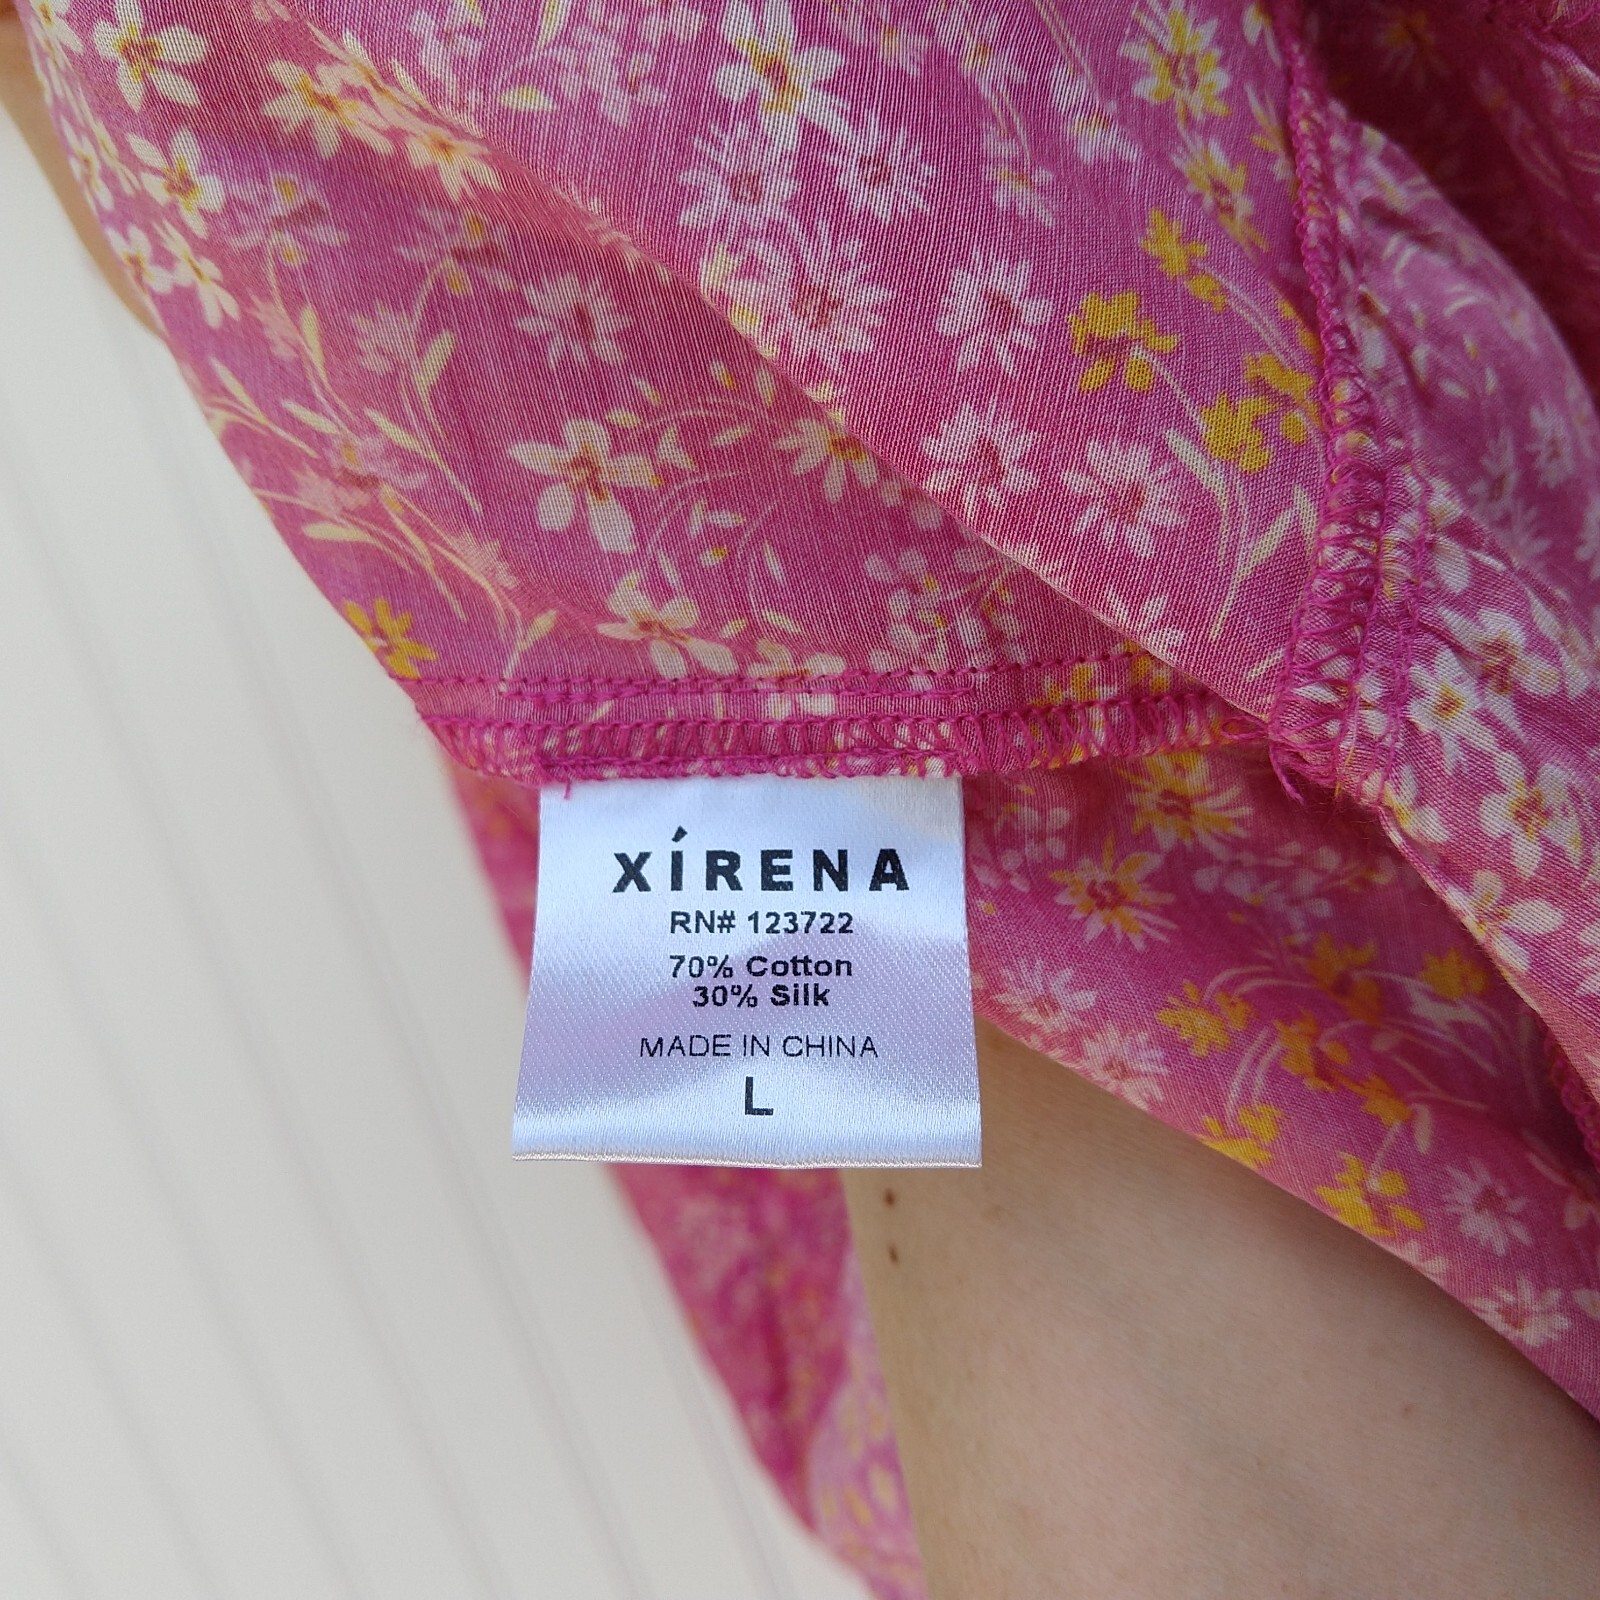 XÍRENA
RN# 123722
70% Cotton
30% Silk
MADE IN CHINA
L